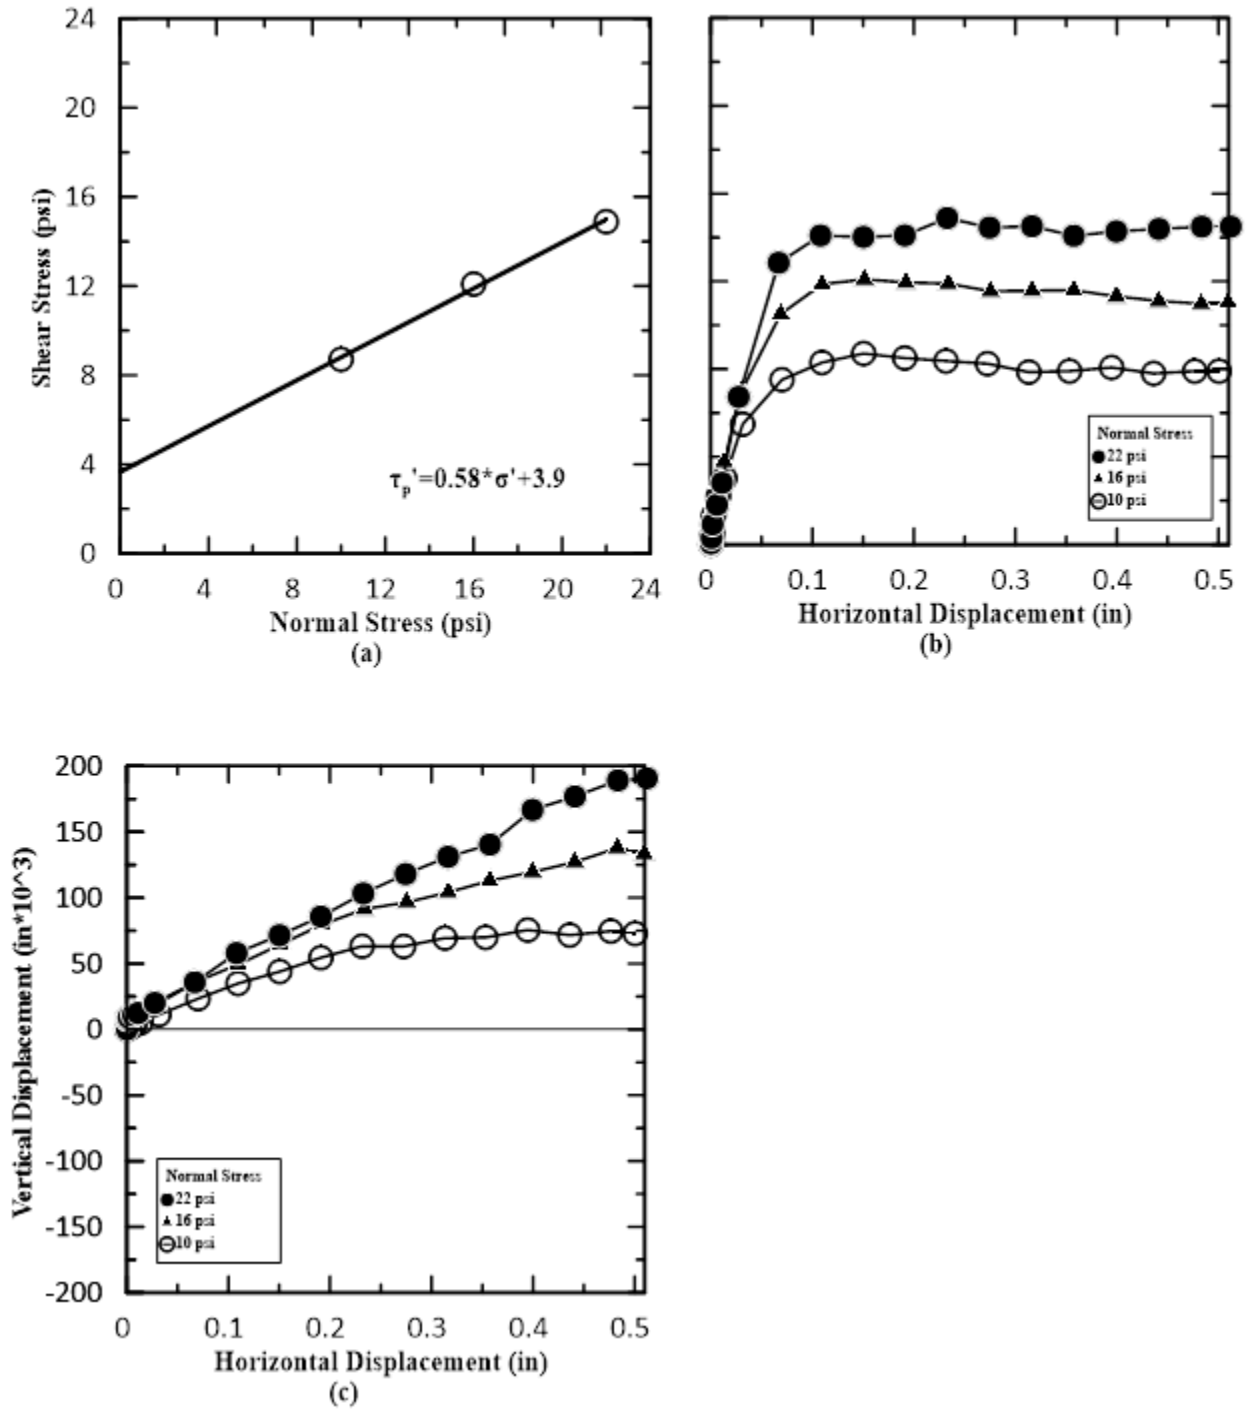 24
20
16
12
8
4
0
Shear Stress (psi)
τp'=0.58*σ'+3.9
0 4 8 12 16 20 24
Normal Stress (psi)
(a)
Normal Stress
22 psi
16 psi
10 psi
0 0.1 0.2 0.3 0.4 0.5
Horizontal Displacement (in)
(b)
200
150
100
50
0
-50
-100
-150
-200
Vertical Displacement (in*10^3)
Normal Stress
22 psi
16 psi
10 psi
0 0.1 0.2 0.3 0.4 0.5
Horizontal Displacement (in)
(c)